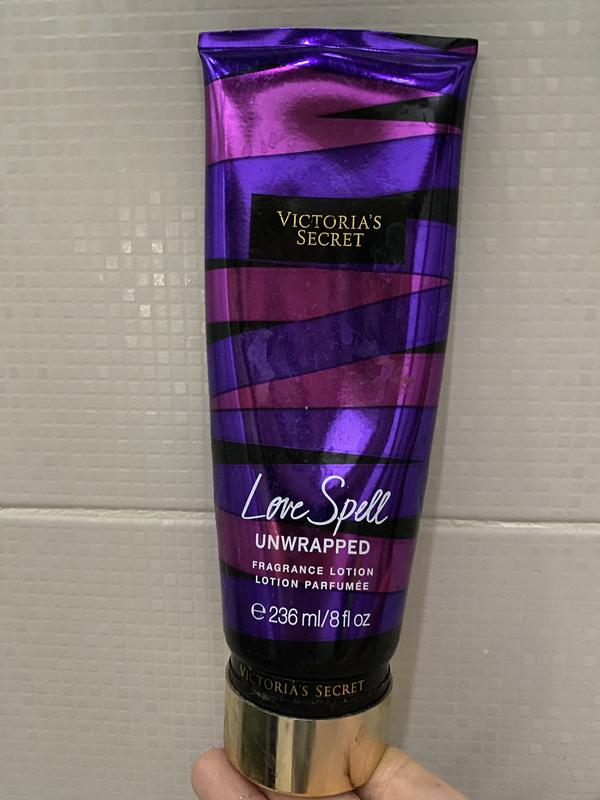 VICTORIA'S
SECRET
Love Spell
UNWRAPPED
FRAGRANCE LOTION
LOTION PARFUMÉE
℮ 236 ml/8 fl oz
VICTORIA'S SECRET